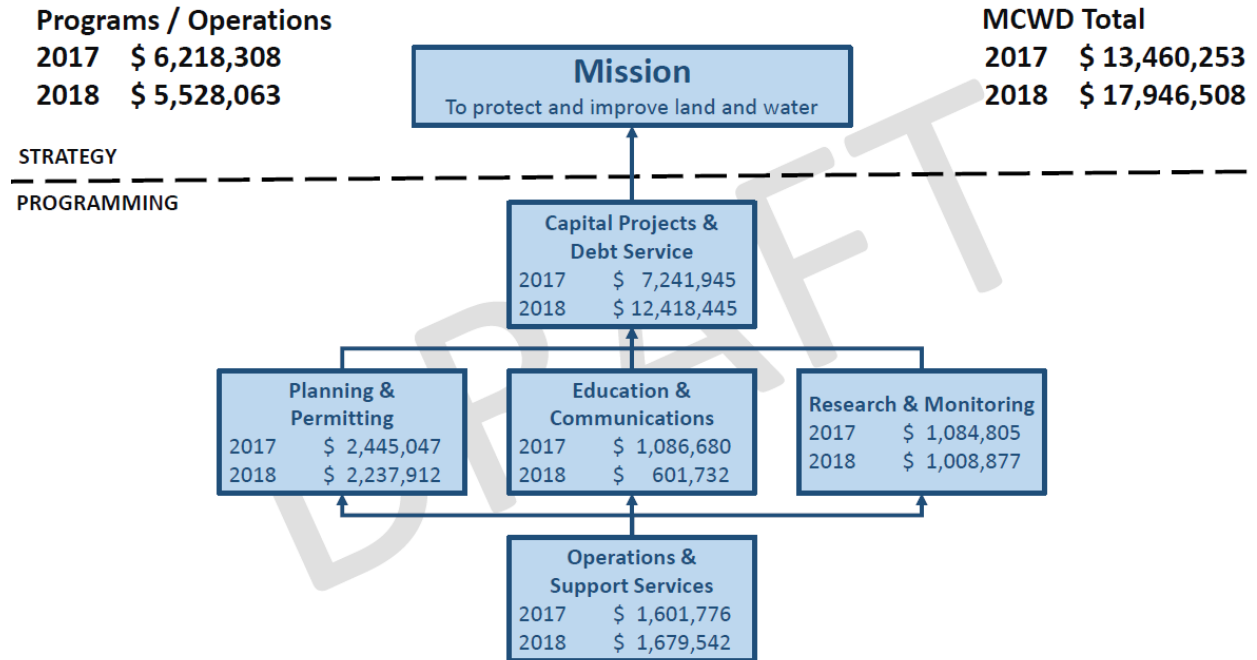 Programs / Operations
2017 $ 6,218,308
2018 $ 5,528,063
MCWD Total
2017 $ 13,460,253
2018 $ 17,946,508
Mission
To protect and improve land and water
STRATEGY
PROGRAMMING
DRAFT
Capital Projects &
Debt Service
2017 $ 7,241,945
2018 $ 12,418,445
Planning &
Permitting
2017 $ 2,445,047
2018 $ 2,237,912
Education &
Communications
2017 $ 1,086,680
2018 $ 601,732
Research & Monitoring
2017 $ 1,084,805
2018 $ 1,008,877
Operations &
Support Services
2017 $ 1,601,776
2018 $ 1,679,542